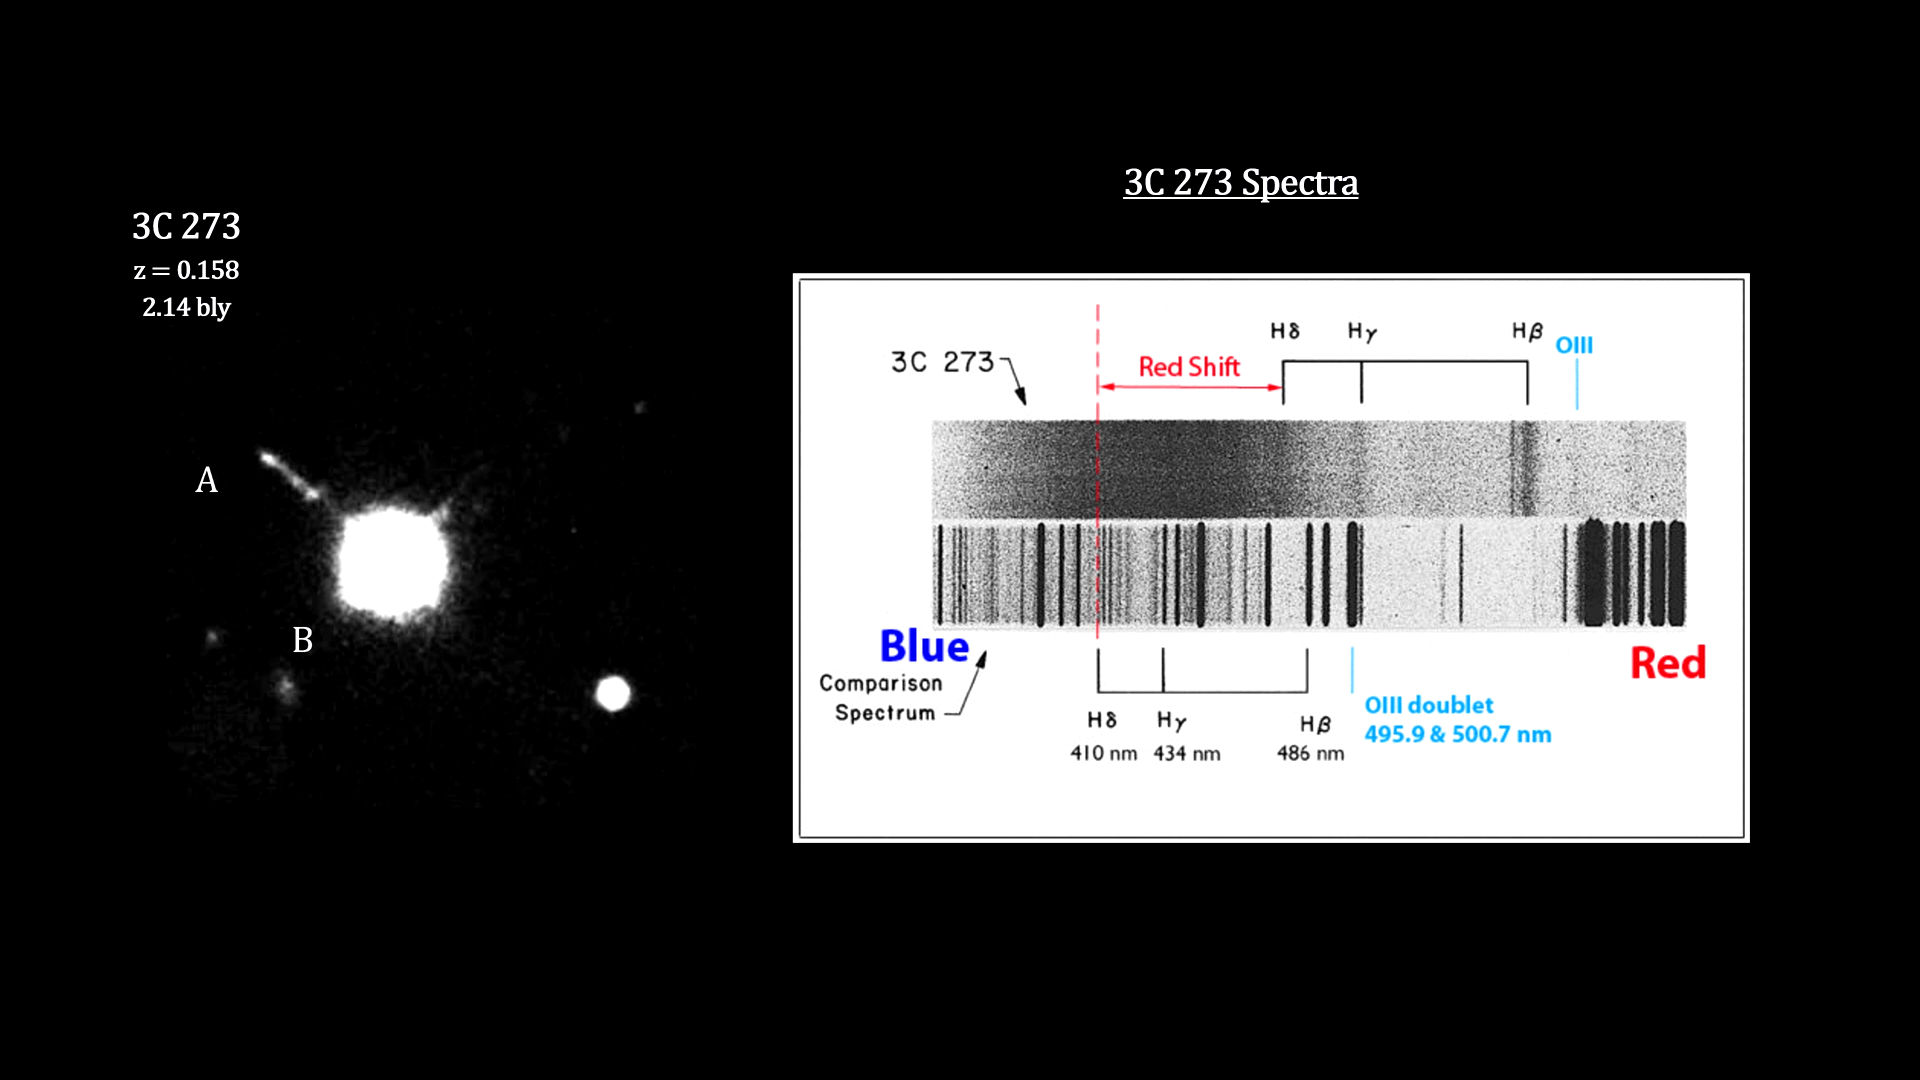 3C 273 Spectra
3C 273
z = 0.158
2.14 bly
A
B
Hδ Hγ Hβ
OIII
3C 273
Red Shift
Blue
Red
Comparison
Spectrum
Hδ Hγ Hβ
410 nm 434 nm 486 nm
OIII doublet
495.9 & 500.7 nm